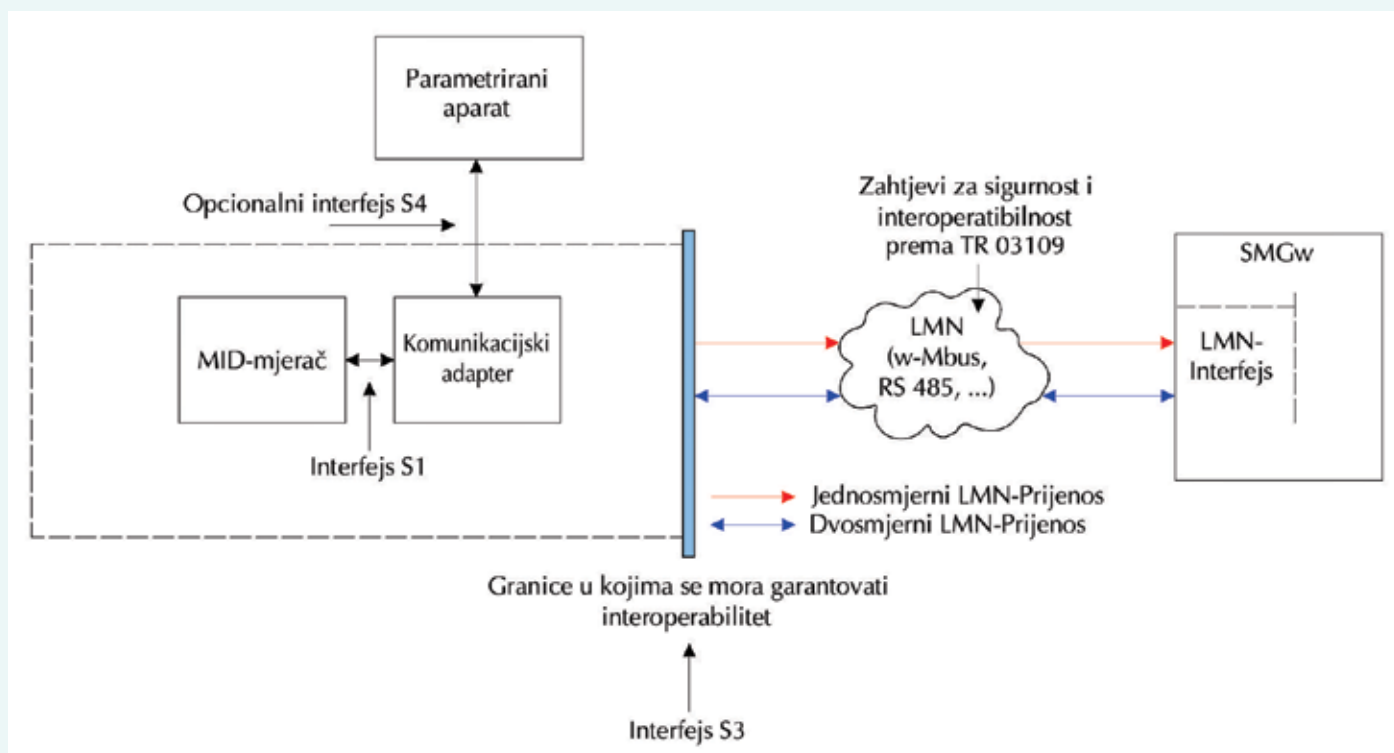 Parametrirani
aparat
Opcionalni interfejs S4
Zahtjevi za sigurnost i
interoperatibilnost
prema TR 03109
SMGw
MID-mjerač
Komunikacijski
adapter
LMN
(w-Mbus,
RS 485, ...)
LMN-
Interfejs
Interfejs S1
Jednosmjerni LMN-Prijenos
Dvosmjerni LMN-Prijenos
Granice u kojima se mora garantovati
interoperabilitet
Interfejs S3